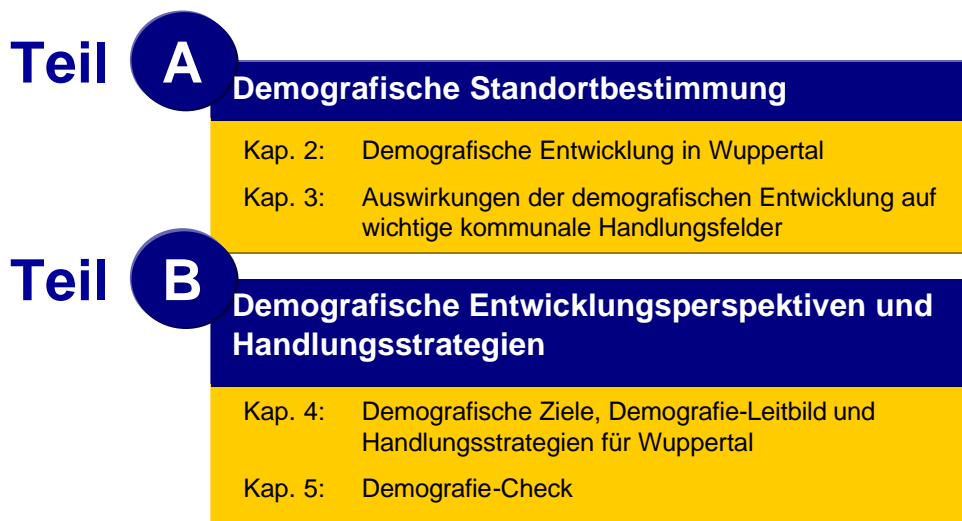 Teil A
Demografische Standortbestimmung
Kap. 2: Demografische Entwicklung in Wuppertal
Kap. 3: Auswirkungen der demografischen Entwicklung auf
wichtige kommunale Handlungsfelder
Teil B
Demografische Entwicklungsperspektiven und
Handlungsstrategien
Kap. 4: Demografische Ziele, Demografie-Leitbild und
Handlungsstrategien für Wuppertal
Kap. 5: Demografie-Check